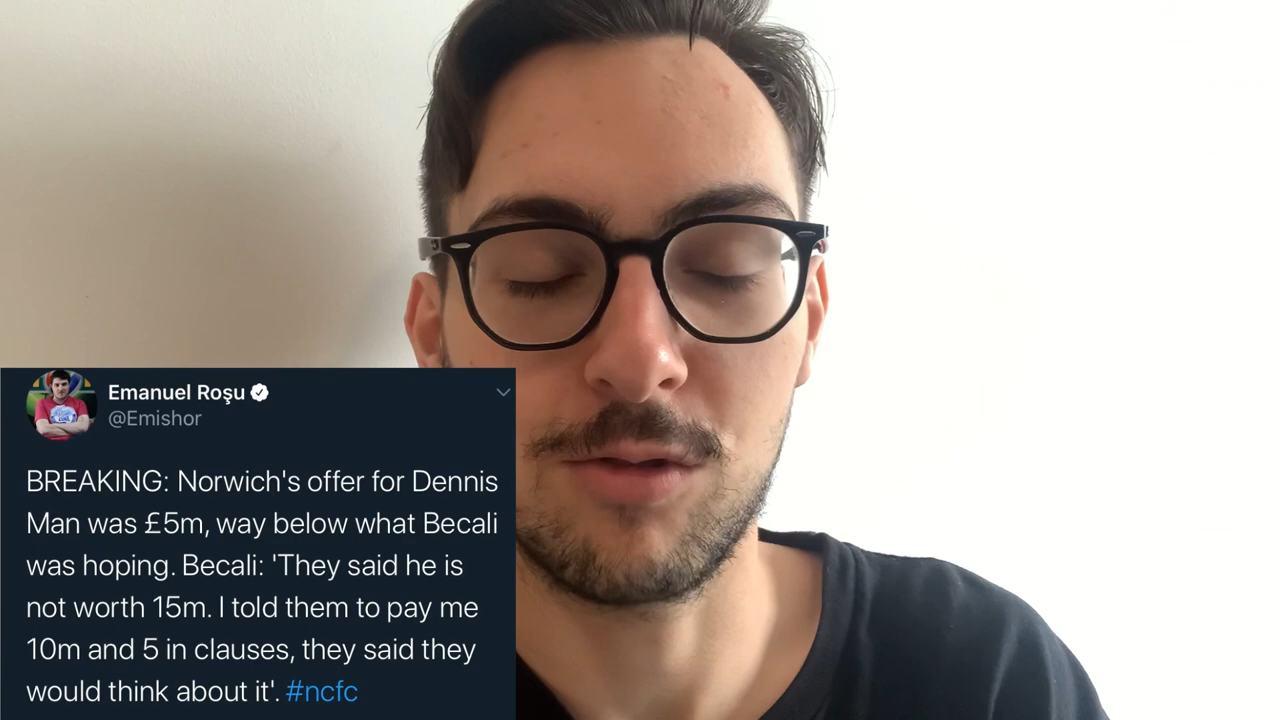 Emanuel Roşu
@Emishor
BREAKING: Norwich's offer for Dennis
Man was £5m, way below what Becali
was hoping. Becali: 'They said he is
not worth 15m. I told them to pay me
10m and 5 in clauses, they said they
would think about it'. #ncfc